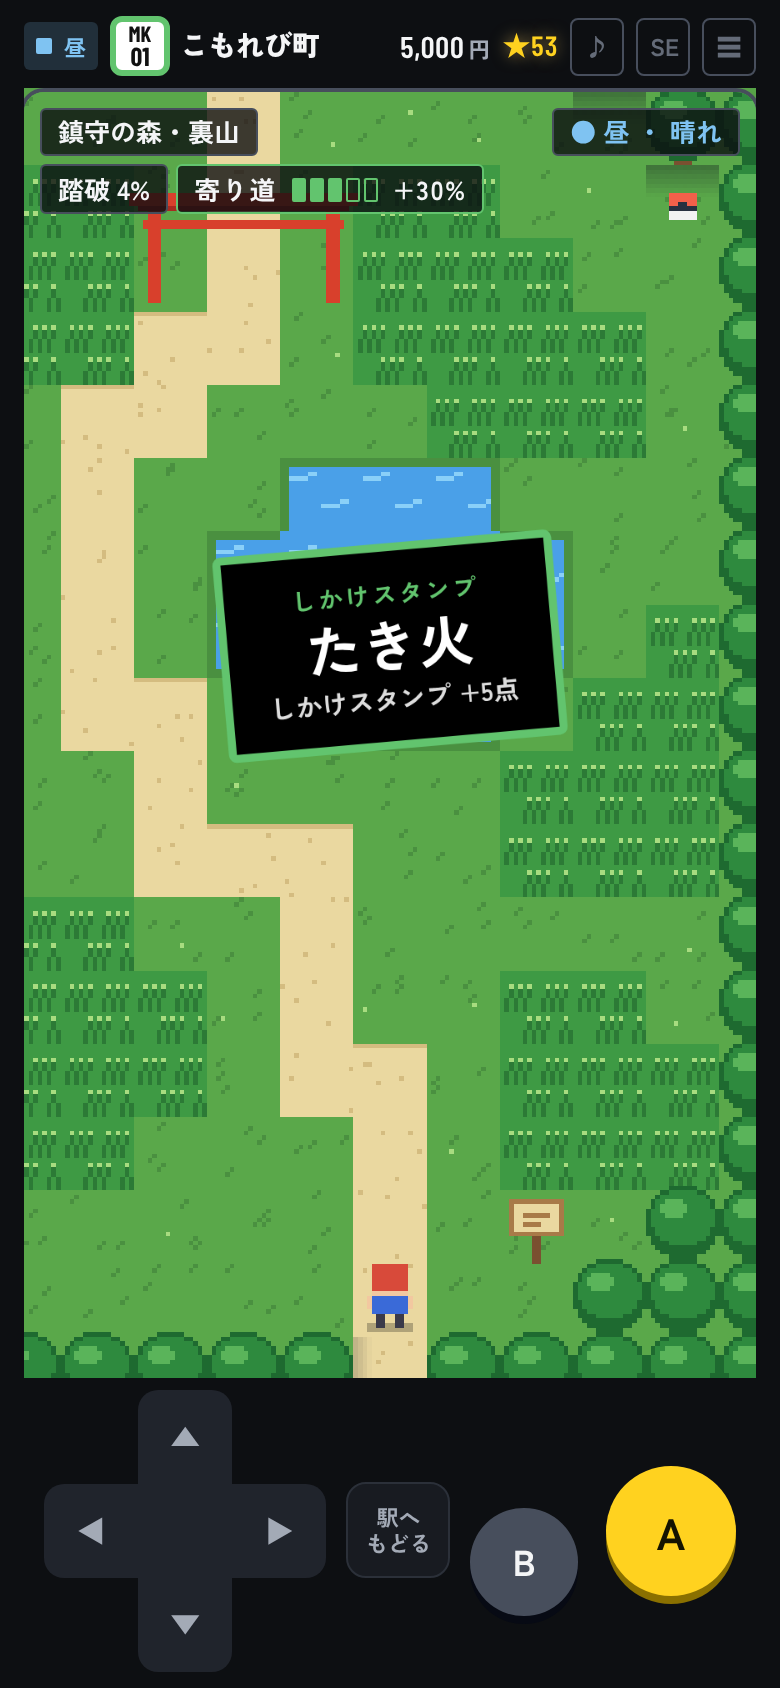 昼
MK
01
こもれび町
5,000円
★53
♪
SE
鎮守の森・裏山
昼・晴れ
踏破 4%
寄り道 +30%
しかけスタンプ
たき火
しかけスタンプ +5点
駅へ
もどる
B
A